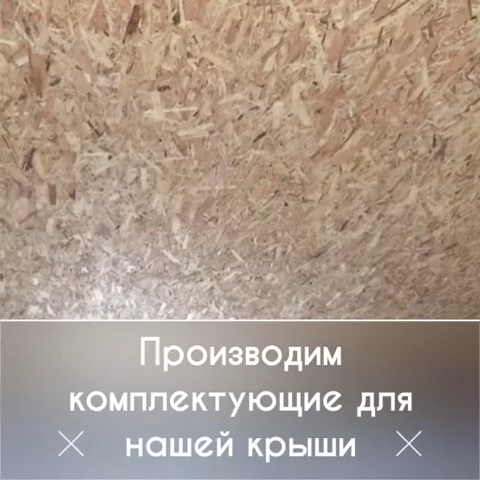 Производим
комплектующие для
нашей крыши